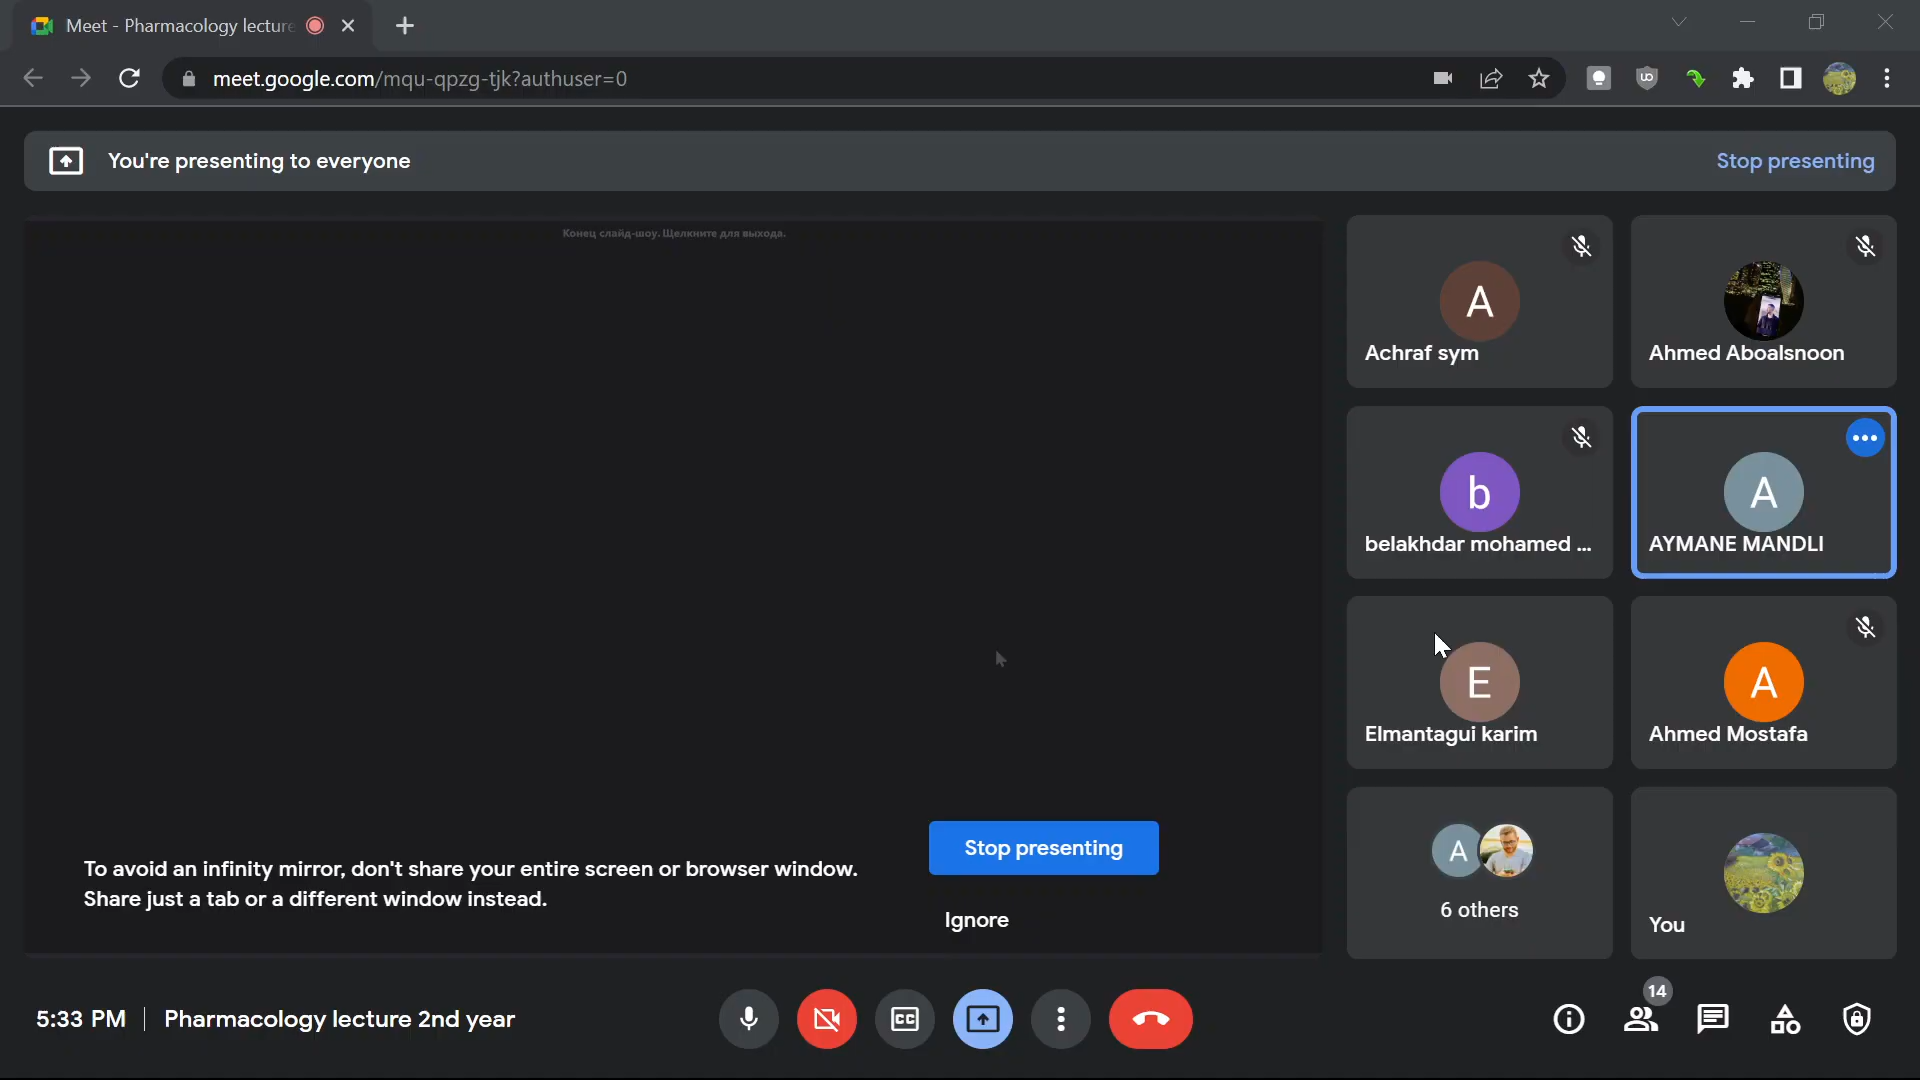 Meet - Pharmacology lecture
meet.google.com/mqu-qpzg-tjk?authuser=0
You're presenting to everyone
Stop presenting
Конец слайд-шоу. Щелкните для выхода.
A
Achraf sym
Ahmed Aboalsnoon
b
belakhdar mohamed ...
A
AYMANE MANDLI
E
Elmantagui karim
A
Ahmed Mostafa
To avoid an infinity mirror, don't share your entire screen or browser window.
Share just a tab or a different window instead.
Stop presenting
Ignore
A
6 others
You
5:33 PM
Pharmacology lecture 2nd year
CC
14